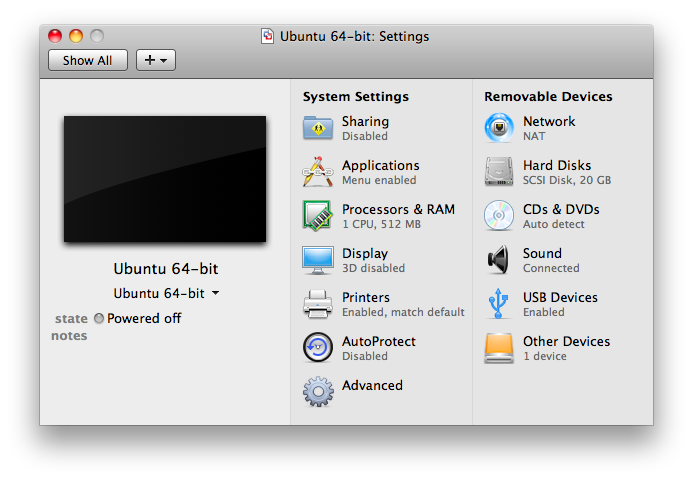 Ubuntu 64-bit: Settings
Show All
System Settings
Sharing
Disabled
Applications
Menu enabled
Processors & RAM
1 CPU, 512 MB
Display
3D disabled
Printers
Enabled, match default
AutoProtect
Disabled
Advanced
Removable Devices
Network
NAT
Hard Disks
SCSI Disk, 20 GB
CDs & DVDs
Auto detect
Sound
Connected
USB Devices
Enabled
Other Devices
1 device
Ubuntu 64-bit
Ubuntu 64-bit
state Powered off
notes